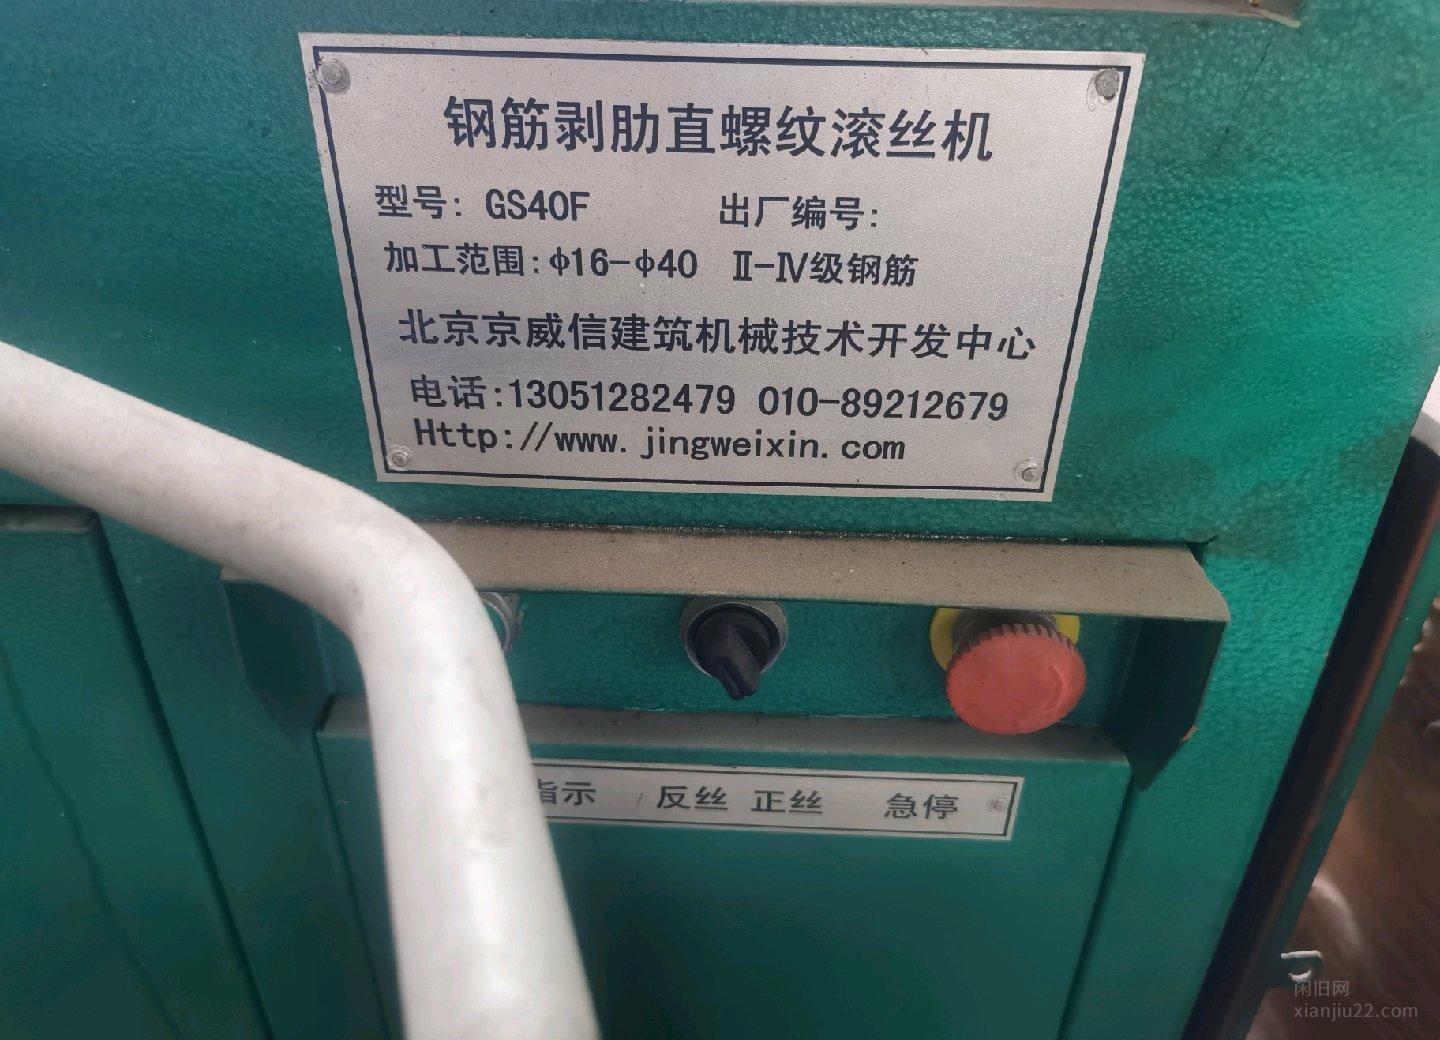 钢筋剥肋直螺纹滚丝机
型号: GS40F 出厂编号:
加工范围:φ16-φ40 Ⅱ-Ⅳ级钢筋
北京京威信建筑机械技术开发中心
电话:13051282479 010-89212679
Http://www.jingweixin.com
指示 反丝 正丝 急停
闲旧网
xianjiu22.com